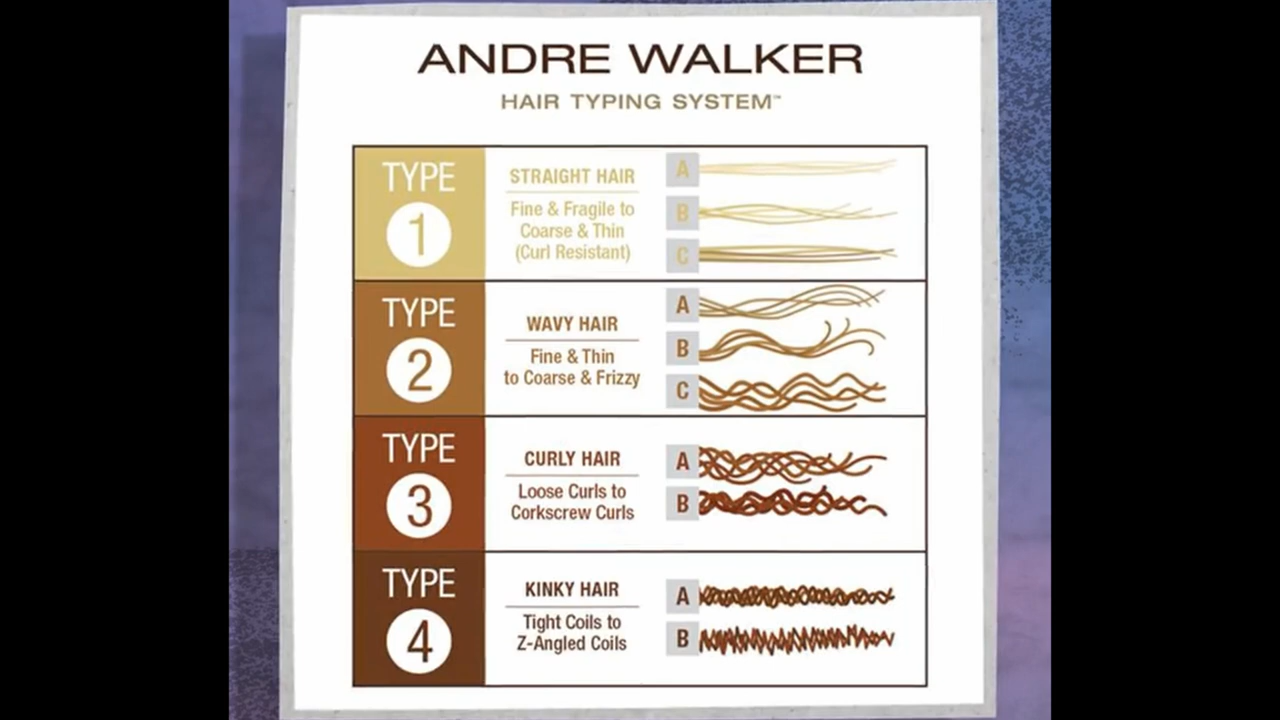 ANDRE WALKER
HAIR TYPING SYSTEM™
TYPE
1
STRAIGHT HAIR
Fine & Fragile to
Coarse & Thin
(Curl Resistant)
A
B
C
TYPE
2
WAVY HAIR
Fine & Thin
to Coarse & Frizzy
A
B
C
TYPE
3
CURLY HAIR
Loose Curls to
Corkscrew Curls
A
B
TYPE
4
KINKY HAIR
Tight Coils to
Z-Angled Coils
A
B